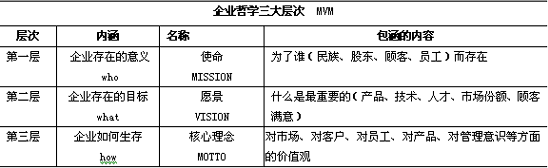 企业哲学三大层次 MVM
层次 内涵 名称 包涵的内容
第一层 企业存在的意义 使命 为了谁（民族、股东、顾客、员工）而存在
who MISSION
第二层 企业存在的目标 愿景 什么是最重要的（产品、技术、人才、市场份额、顾客
what VISION 满意）
第三层 企业如何生存 核心理念 对市场、对客户、对员工、对产品、对管理意识等方面
how MOTTO 的价值观